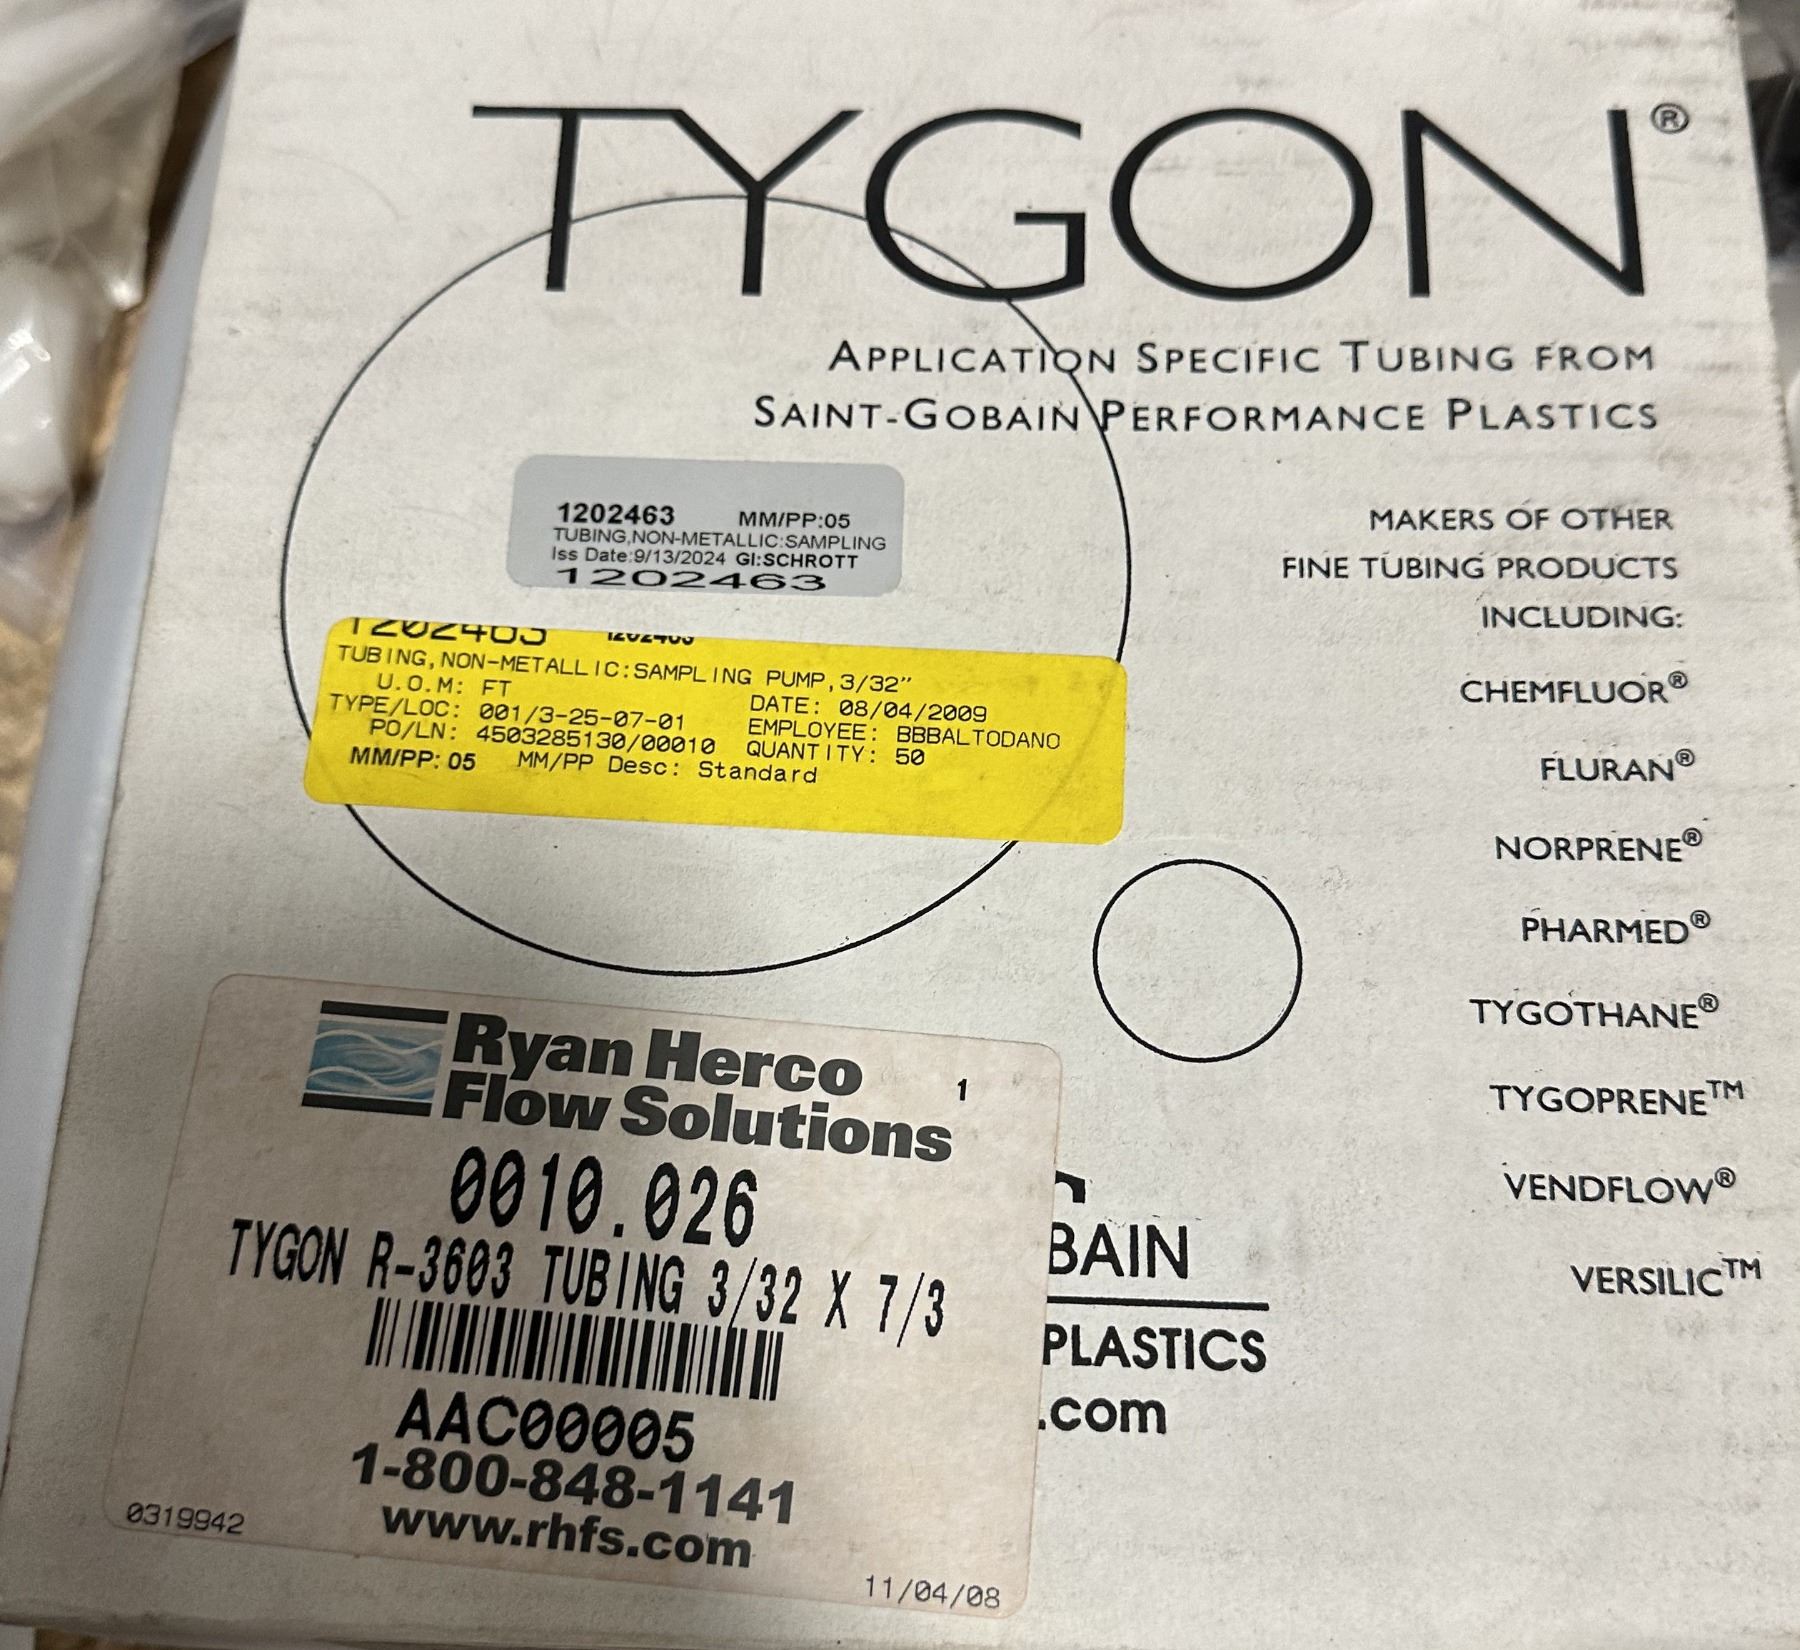 TYGON®
APPLICATION SPECIFIC TUBING FROM
SAINT-GOBAIN PERFORMANCE PLASTICS
MAKERS OF OTHER
FINE TUBING PRODUCTS
INCLUDING:
CHEMFLUOR®
FLURAN®
NORPRENE®
PHARMED®
TYGOTHANE®
TYGOPRENE™
VENDFLOW®
VERSILIC™
1202463 MM/PP:05
TUBING,NON-METALLIC:SAMPLING
Iss Date:9/13/2024 GI:SCHROTT
1202463
1202463 1202463
TUBING,NON-METALLIC:SAMPLING PUMP,3/32"
U.O.M: FT DATE: 08/04/2009
TYPE/LOC: 001/3-25-07-01 EMPLOYEE: BBBALTODANO
PO/LN: 4503285130/00010 QUANTITY: 50
MM/PP: 05 MM/PP Desc: Standard
Ryan Herco 1
Flow Solutions
0010.026
TYGON R-3603 TUBING 3/32 X 7/3
AAC00005
1-800-848-1141
www.rhfs.com
0319942
11/04/08
BAIN
PLASTICS
.com